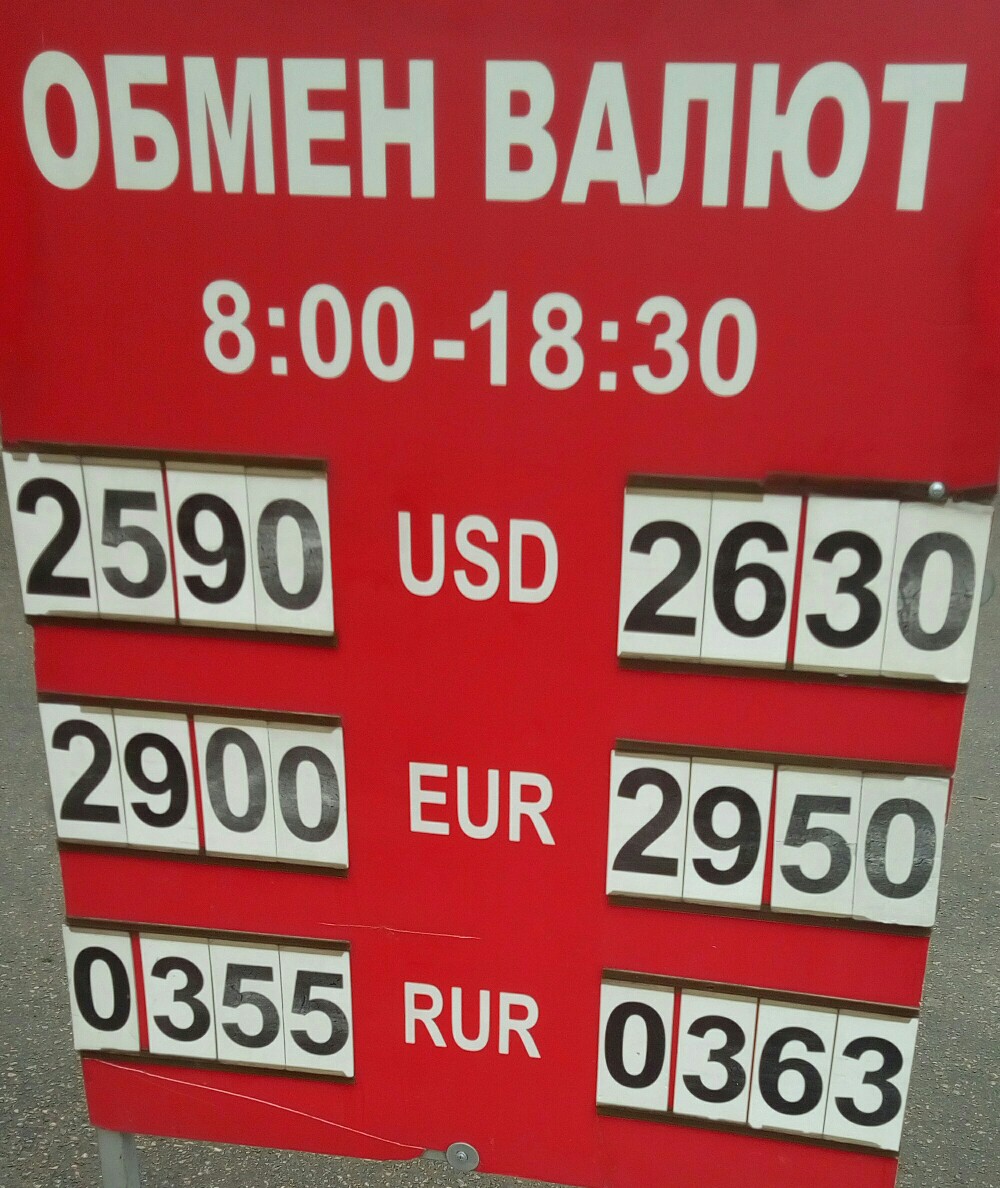 ОБМЕН ВАЛЮТ
8:00-18:30
2590 USD 2630
2900 EUR 2950
0355 RUR 0363